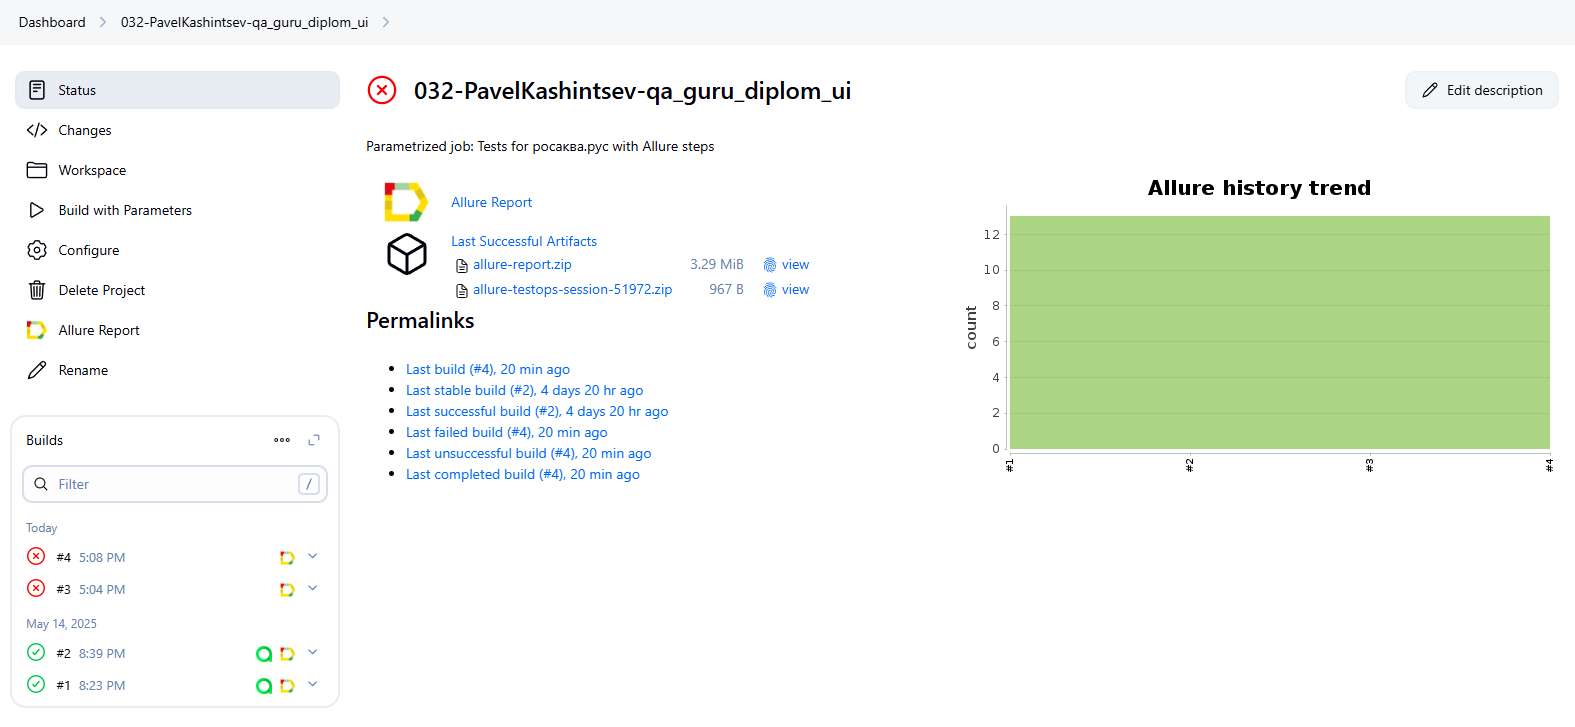 Dashboard > 032-PavelKashintsev-qa_guru_diplom_ui >
Status
Changes
Workspace
Build with Parameters
Configure
Delete Project
Allure Report
Rename
Builds
Filter /
Today
#4 5:08 PM
#3 5:04 PM
May 14, 2025
#2 8:39 PM
#1 8:23 PM
032-PavelKashintsev-qa_guru_diplom_ui
Edit description
Parametrized job: Tests for росаква.рус with Allure steps
Allure Report
Last Successful Artifacts
allure-report.zip 3.29 MiB view
allure-testops-session-51972.zip 967 B view
Permalinks
Last build (#4), 20 min ago
Last stable build (#2), 4 days 20 hr ago
Last successful build (#2), 4 days 20 hr ago
Last failed build (#4), 20 min ago
Last unsuccessful build (#4), 20 min ago
Last completed build (#4), 20 min ago
Allure history trend
count
12
10
8
6
4
2
0
#1 #2 #3 #4